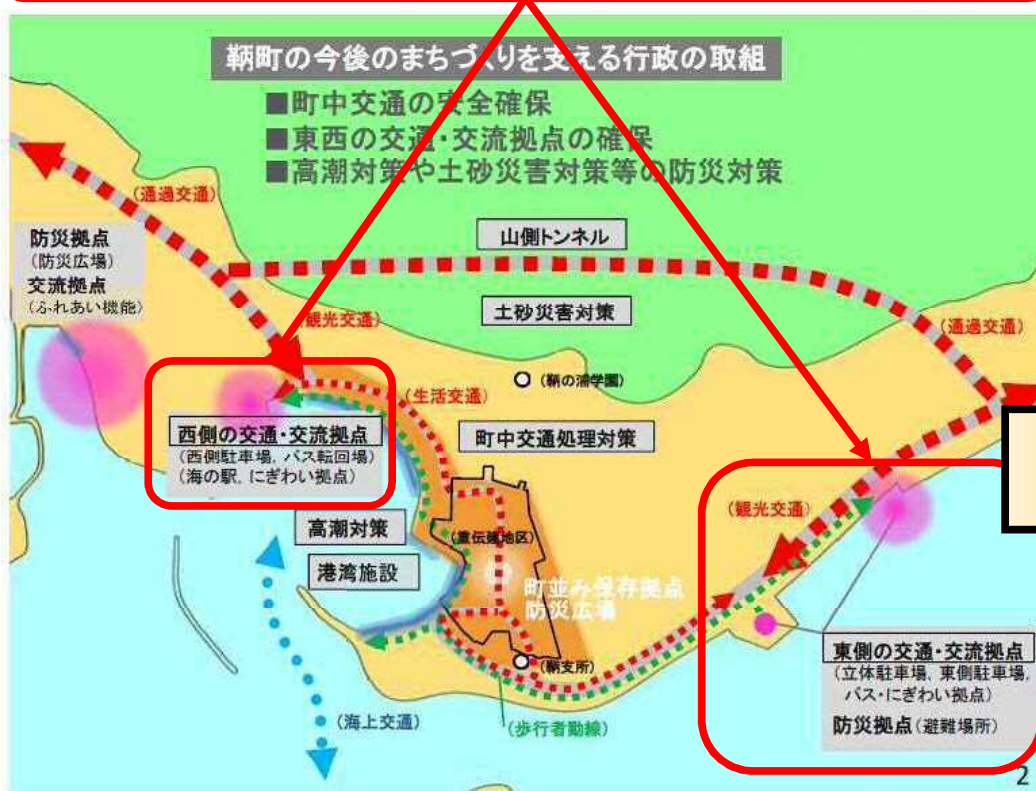 鞆町の今後のまちづくりを支える行政の取組
■町中交通の安全確保
■東西の交通・交流拠点の確保
■高潮対策や土砂災害対策等の防災対策
(通過交通)
防災拠点
(防災広場)
交流拠点
(ふれあい機能)
山側トンネル
土砂災害対策
(通過交通)
(観光交通)
(鞆の浦学園)
(生活交通)
西側の交通・交流拠点
(西側駐車場、バス転回場)
(海の駅、にぎわい拠点)
町中交通処理対策
(観光交通)
高潮対策
(重伝建地区)
港湾施設
町並み保存拠点
防災広場
(鞆支所)
東側の交通・交流拠点
(立体駐車場、東側駐車場、
バス・にぎわい拠点)
防災拠点(避難場所)
(海上交通)
(歩行者動線)
2